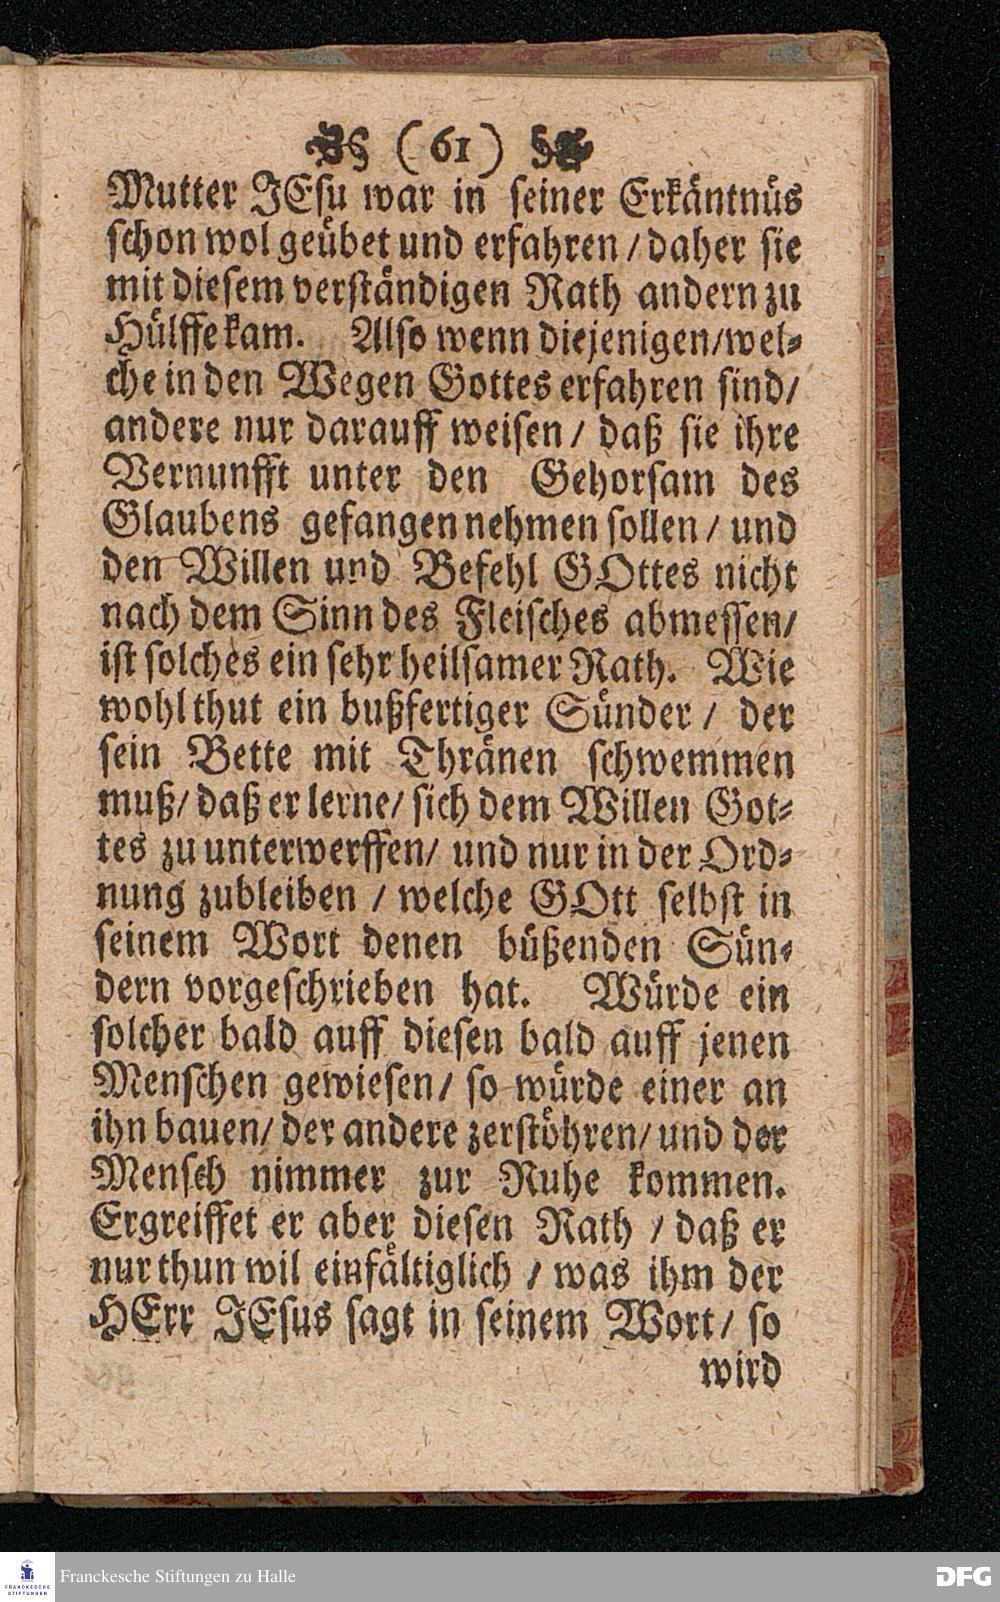 (61)
Mutter JEsu war in seiner Erkäntnüs
schon wol geübet und erfahren / daher sie
mit diesem verständigen Rath andern zu
Hülffe kam. Also wenn diejenigen/wel-
che in den Wegen Gottes erfahren sind/
andere nur darauff weisen / daß sie ihre
Vernunfft unter den Gehorsam des
Glaubens gefangen nehmen sollen / und
den Willen und Befehl GOttes nicht
nach dem Sinn des Fleisches abmessen/
ist solches ein sehr heilsamer Rath. Wie
wohl thut ein bußfertiger Sünder / der
sein Bette mit Thränen schwemmen
muß/ daß er lerne/ sich dem Willen Got-
tes zu unterwerffen/ und nur in der Ord-
nung zubleiben / welche GOtt selbst in
seinem Wort denen büßenden Sün-
dern vorgeschrieben hat. Würde ein
solcher bald auff diesen bald auff jenen
Menschen gewiesen/ so würde einer an
ihn bauen/ der andere zerstöhren/ und der
Mensch nimmer zur Ruhe kommen.
Ergreiffet er aber diesen Rath / daß er
nur thun wil einfältiglich / was ihm der
HErr JEsus sagt in seinem Wort/ so
wird
FRANCKESCHE
STIFTUNGEN
Franckesche Stiftungen zu Halle
DFG